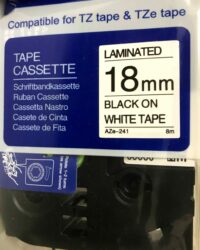 Compatible for TZ tape & TZe tape
TAPE
CASSETTE
Schriftbandkassette
Ruban Cassette
Cassetta Nastro
Casete de Cinta
Cassete de Fita
LAMINATED
18mm
BLACK ON
WHITE TAPE
AZe-241 8m